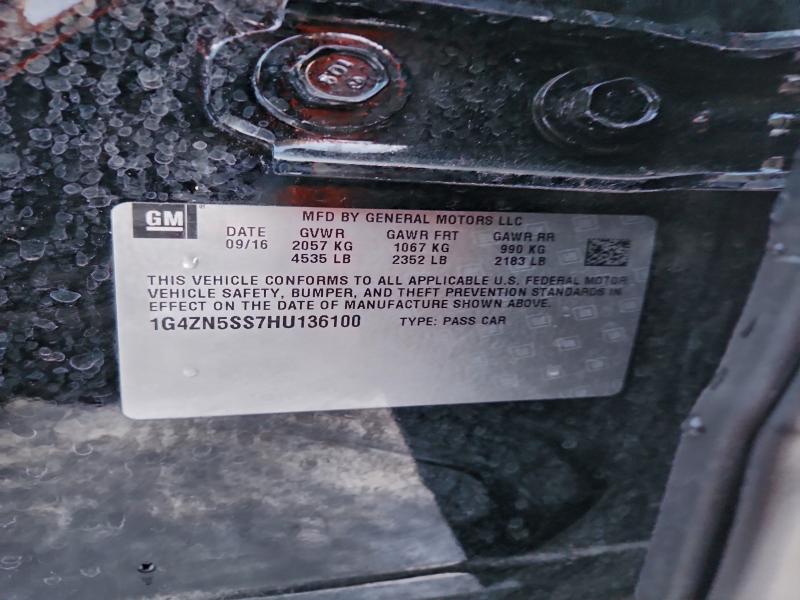 GM
MFD BY GENERAL MOTORS LLC
DATE GVWR GAWR FRT GAWR RR
09/16 2057 KG 1067 KG 990 KG
4535 LB 2352 LB 2183 LB
THIS VEHICLE CONFORMS TO ALL APPLICABLE U.S. FEDERAL MOTOR
VEHICLE SAFETY, BUMPER, AND THEFT PREVENTION STANDARDS IN
EFFECT ON THE DATE OF MANUFACTURE SHOWN ABOVE.
1G4ZN5SS7HU136100 TYPE: PASS CAR